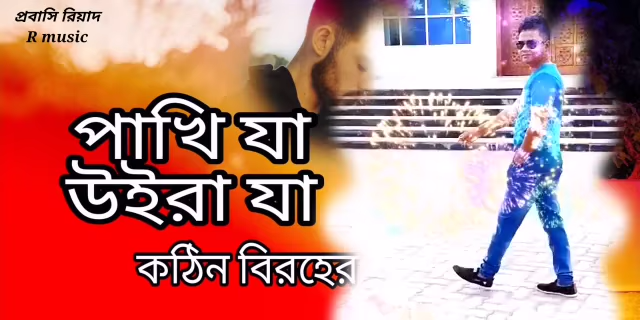 প্রবাসি রিয়াদ
R music
পাখি যা
উইরা যা
কঠিন বিরহের